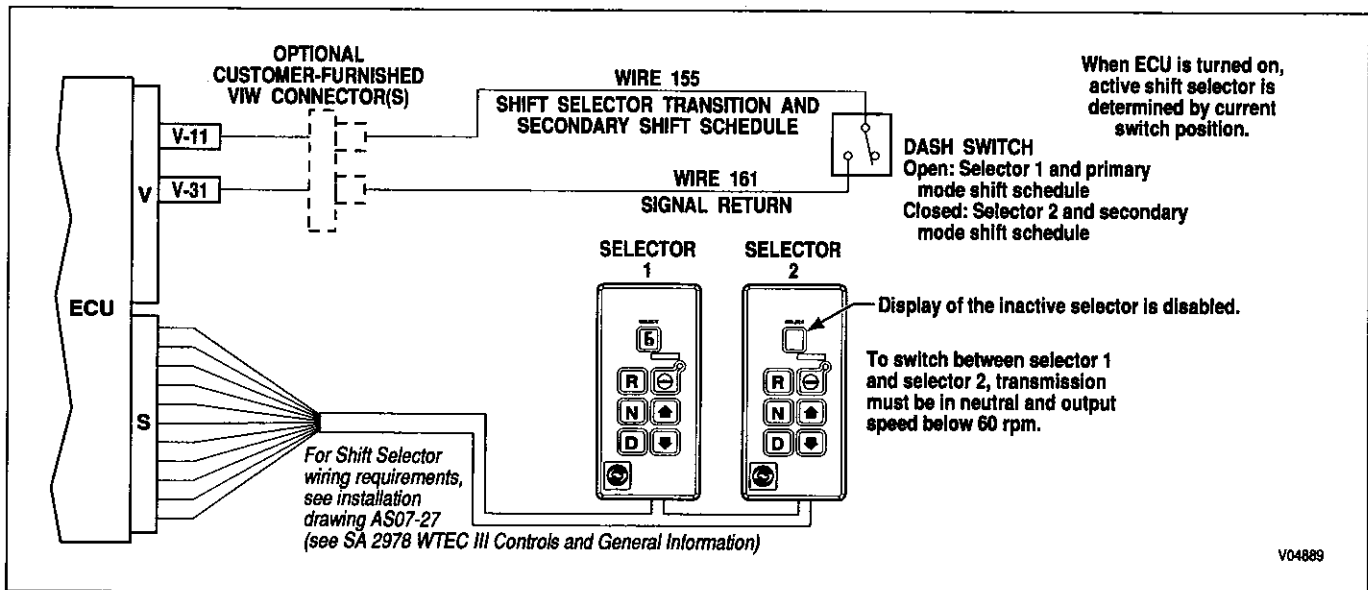 OPTIONAL
CUSTOMER-FURNISHED
VIW CONNECTOR(S)
WIRE 155
SHIFT SELECTOR TRANSITION AND
SECONDARY SHIFT SCHEDULE
When ECU is turned on,
active shift selector is
determined by current
switch position.
V-11
V-31
V
WIRE 161
SIGNAL RETURN
DASH SWITCH
Open: Selector 1 and primary
mode shift schedule
Closed: Selector 2 and secondary
mode shift schedule
ECU
S
SELECTOR
1
SELECTOR
2
6
R
N
D
R
N
D
Display of the inactive selector is disabled.
To switch between selector 1
and selector 2, transmission
must be in neutral and output
speed below 60 rpm.
For Shift Selector
wiring requirements,
see installation
drawing AS07-27
(see SA 2978 WTEC III Controls and General Information)
V04889